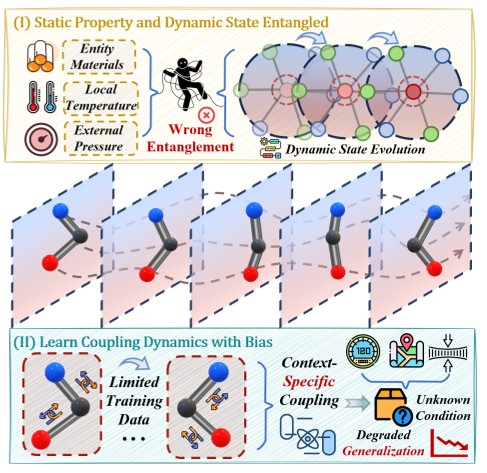 (I) Static Property and Dynamic State Entangled
Entity
Materials
Local
Temperature
External
Pressure
Wrong
Entanglement
Dynamic State Evolution
(II) Learn Coupling Dynamics with Bias
Limited
Training
Data
...
Context-
Specific
Coupling
120
Unknown
Condition
?
Degraded
Generalization